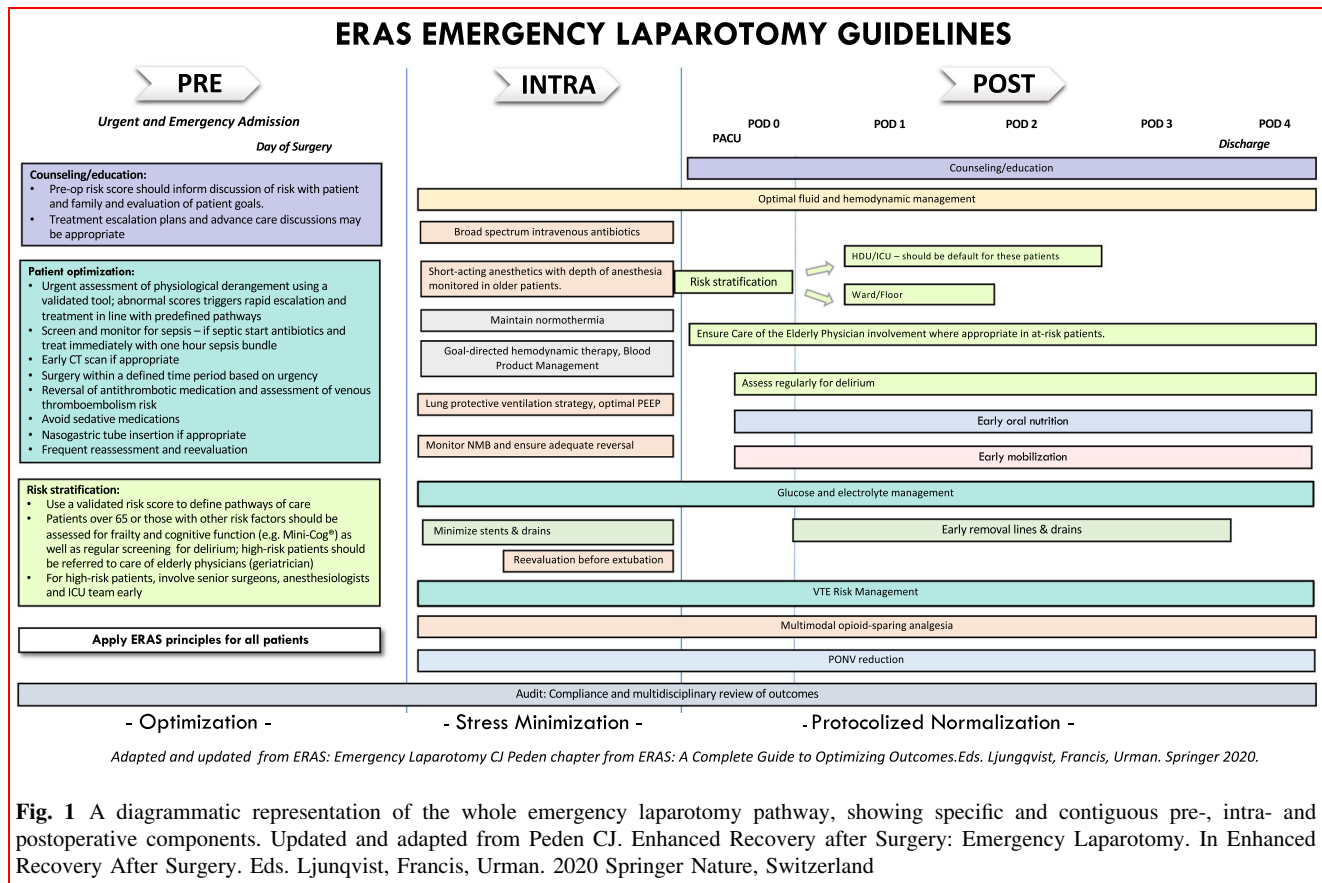 ERAS EMERGENCY LAPAROTOMY GUIDELINES
PRE
INTRA
POST
Urgent and Emergency Admission
Day of Surgery
POD 0
POD 1
POD 2
POD 3
POD 4
PACU
Discharge
Counseling/education:
• Pre-op risk score should inform discussion of risk with patient
and family and evaluation of patient goals.
• Treatment escalation plans and advance care discussions may
be appropriate
Patient optimization:
• Urgent assessment of physiological derangement using a
validated tool; abnormal scores triggers rapid escalation and
treatment in line with predefined pathways
• Screen and monitor for sepsis – if septic start antibiotics and
treat immediately with one hour sepsis bundle
• Early CT scan if appropriate
• Surgery within a defined time period based on urgency
• Reversal of antithrombotic medication and assessment of venous
thromboembolism risk
• Avoid sedative medications
• Nasogastric tube insertion if appropriate
• Frequent reassessment and reevaluation
Risk stratification:
• Use a validated risk score to define pathways of care
• Patients over 65 or those with other risk factors should be
assessed for frailty and cognitive function (e.g. Mini-Cog®) as
well as regular screening for delirium; high-risk patients should
be referred to care of elderly physicians (geriatrician)
• For high-risk patients, involve senior surgeons, anesthesiologists
and ICU team early
Apply ERAS principles for all patients
Counseling/education
Optimal fluid and hemodynamic management
Broad spectrum intravenous antibiotics
Short-acting anesthetics with depth of anesthesia
monitored in older patients.
Risk stratification
HDU/ICU – should be default for these patients
Ward/Floor
Maintain normothermia
Ensure Care of the Elderly Physician involvement where appropriate in at-risk patients.
Goal-directed hemodynamic therapy, Blood
Product Management
Assess regularly for delirium
Lung protective ventilation strategy, optimal PEEP
Early oral nutrition
Monitor NMB and ensure adequate reversal
Early mobilization
Glucose and electrolyte management
Minimize stents & drains
Early removal lines & drains
Reevaluation before extubation
VTE Risk Management
Multimodal opioid-sparing analgesia
PONV reduction
Audit: Compliance and multidisciplinary review of outcomes
- Optimization -
- Stress Minimization -
- Protocolized Normalization -
Adapted and updated from ERAS: Emergency Laparotomy CJ Peden chapter from ERAS: A Complete Guide to Optimizing Outcomes.Eds. Ljungqvist, Francis, Urman. Springer 2020.
Fig. 1 A diagrammatic representation of the whole emergency laparotomy pathway, showing specific and contiguous pre-, intra- and
postoperative components. Updated and adapted from Peden CJ. Enhanced Recovery after Surgery: Emergency Laparotomy. In Enhanced
Recovery After Surgery. Eds. Ljunqvist, Francis, Urman. 2020 Springer Nature, Switzerland